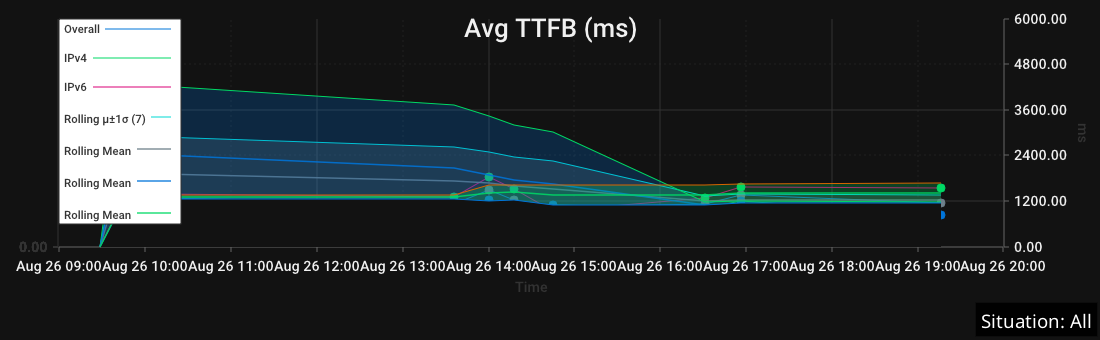 Avg TTFB (ms)
Overall
IPv4
IPv6
Rolling μ±1σ (7)
Rolling Mean
Rolling Mean
Rolling Mean
6000.00
4800.00
3600.00
2400.00
1200.00
0.00
0.00
ms
Aug 26 09:00 Aug 26 10:00 Aug 26 11:00 Aug 26 12:00 Aug 26 13:00 Aug 26 14:00 Aug 26 15:00 Aug 26 16:00 Aug 26 17:00 Aug 26 18:00 Aug 26 19:00 Aug 26 20:00
Time
Situation: All